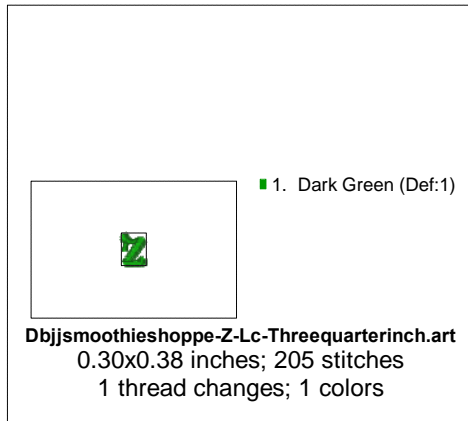 1. Dark Green (Def:1)
Z
Dbjjsmoothieshoppe-Z-Lc-Threequarterinch.art
0.30x0.38 inches; 205 stitches
1 thread changes; 1 colors